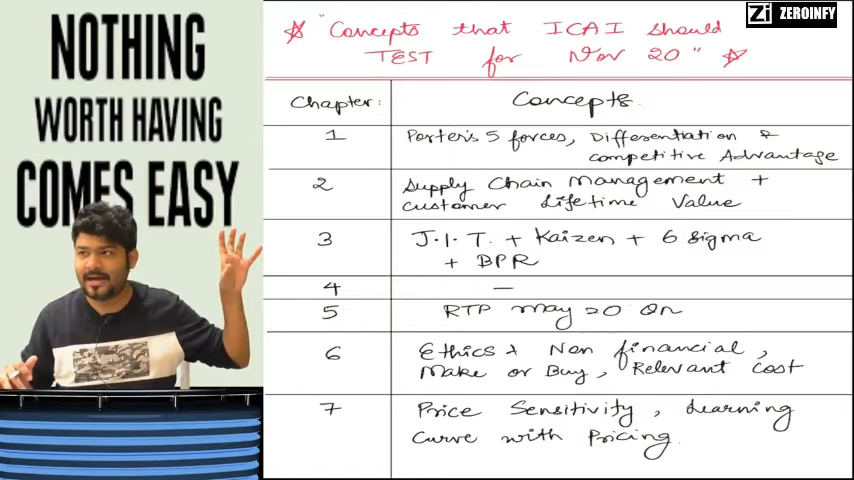 NOTHING
WORTH HAVING
COMES EASY
Zi ZEROINFY
"Concepts that ICAI should
TEST for Nov 20"
Chapter: Concepts.
1 Porter's 5 forces, Differentiation &
competitive Advantage
2 Supply Chain Management +
Customer Lifetime Value
3 J.I.T. + Kaizen + 6 sigma
+ BPR
4 —
5 RTP May 20 Qn
6 Ethics + Non financial,
Make or Buy, Relevant Cost
7 Price Sensitivity, Learning
Curve with Pricing.